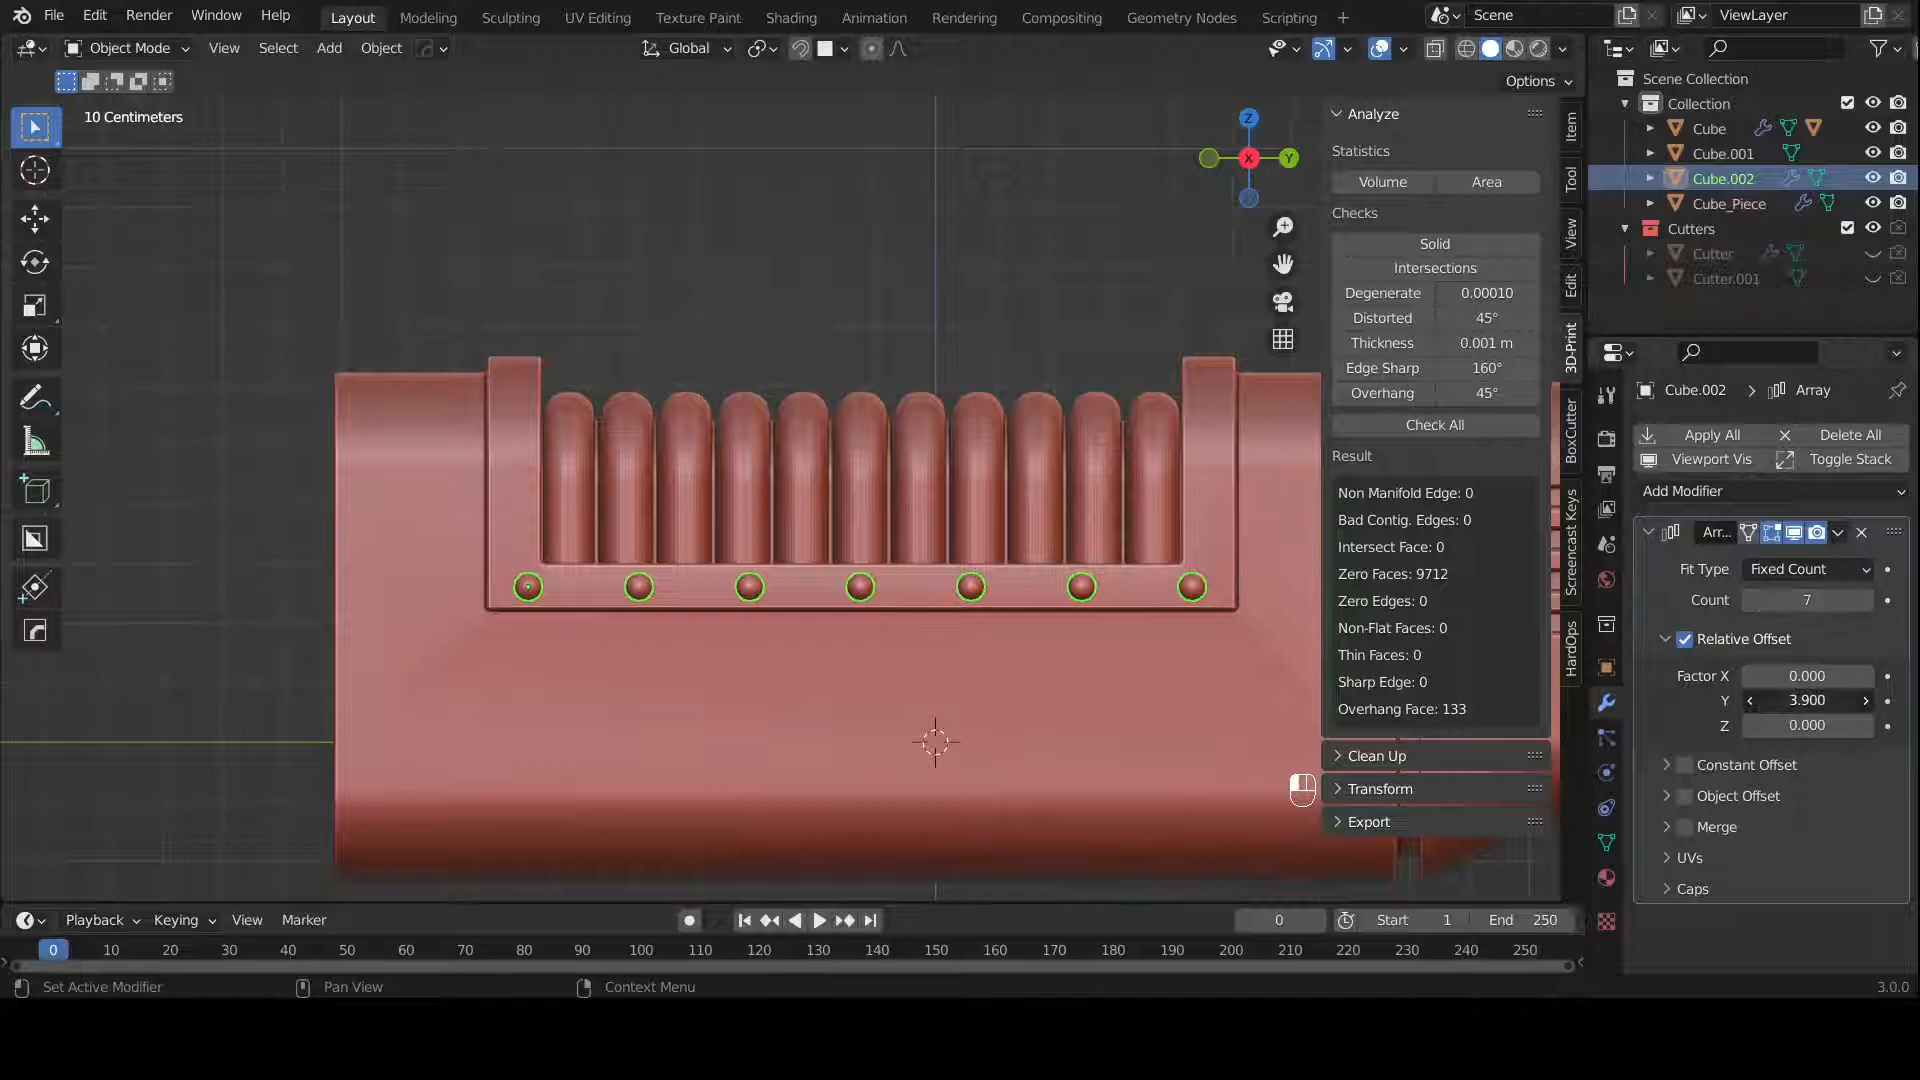 File Edit Render Window Help Layout Modeling Sculpting UV Editing Texture Paint Shading Animation Rendering Compositing Geometry Nodes Scripting + Scene ViewLayer
Object Mode View Select Add Object Global
Options
10 Centimeters
Z
X
Y
Analyze
Statistics
Volume Area
Checks
Solid
Intersections
Degenerate 0.00010
Distorted 45°
Thickness 0.001 m
Edge Sharp 160°
Overhang 45°
Check All
Result
Non Manifold Edge: 0
Bad Contig. Edges: 0
Intersect Face: 0
Zero Faces: 9712
Zero Edges: 0
Non-Flat Faces: 0
Thin Faces: 0
Sharp Edge: 0
Overhang Face: 133
Clean Up
Transform
Export
Item
Tool
View
Edit
3D-Print
BoxCutter
Screencast Keys
HardOps
Scene Collection
Collection
Cube
Cube.001
Cube.002
Cube_Piece
Cutters
Cutter
Cutter.001
Cube.002 > Array
Apply All Delete All
Viewport Vis Toggle Stack
Add Modifier
Arr...
Fit Type Fixed Count
Count 7
Relative Offset
Factor X 0.000
Y 3.900
Z 0.000
Constant Offset
Object Offset
Merge
UVs
Caps
Playback Keying View Marker 0 Start 1 End 250
0 10 20 30 40 50 60 70 80 90 100 110 120 130 140 150 160 170 180 190 200 210 220 230 240 250
Set Active Modifier Pan View Context Menu 3.0.0